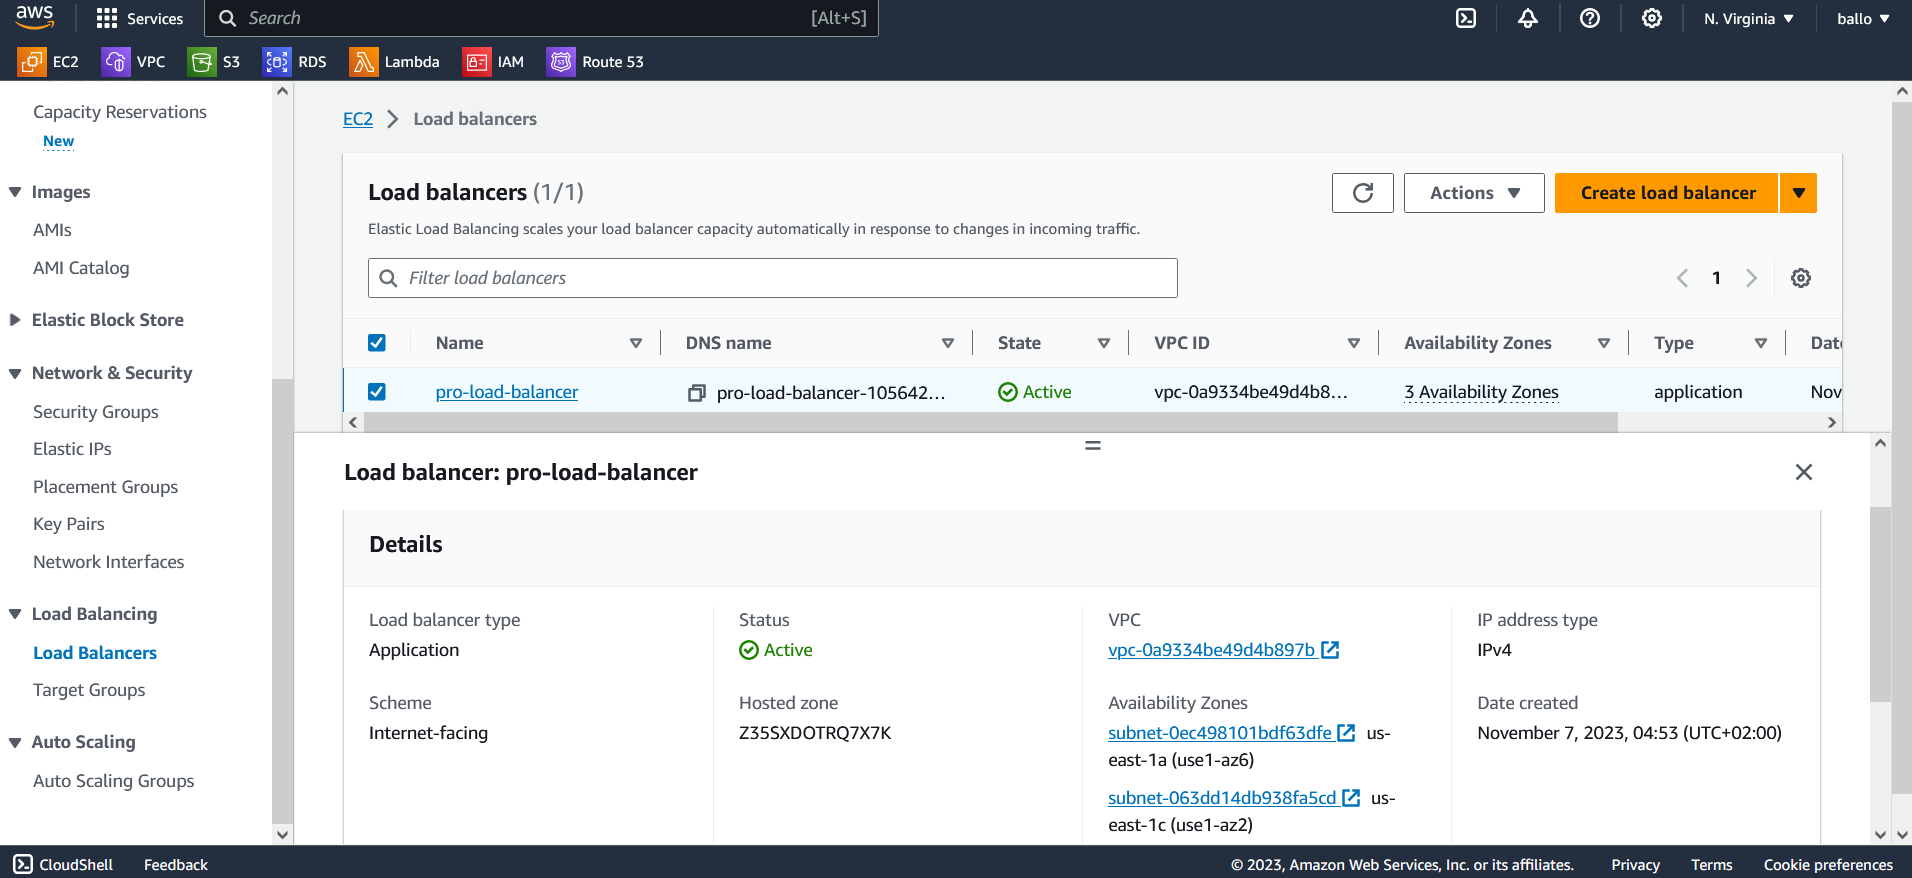 aws
Services
Search [Alt+S]
N. Virginia
ballo
EC2 VPC S3 RDS Lambda IAM Route 53
Capacity Reservations
New
Images
AMIs
AMI Catalog
Elastic Block Store
Network & Security
Security Groups
Elastic IPs
Placement Groups
Key Pairs
Network Interfaces
Load Balancing
Load Balancers
Target Groups
Auto Scaling
Auto Scaling Groups
EC2 Load balancers
Load balancers (1/1)
Actions
Create load balancer
Elastic Load Balancing scales your load balancer capacity automatically in response to changes in incoming traffic.
Filter load balancers
1
Name DNS name State VPC ID Availability Zones Type Date
pro-load-balancer pro-load-balancer-105642... Active vpc-0a9334be49d4b8... 3 Availability Zones application Nov
Load balancer: pro-load-balancer
Details
Load balancer type
Application
Status
Active
VPC
vpc-0a9334be49d4b897b
IP address type
IPv4
Scheme
Internet-facing
Hosted zone
Z35SXDOTRQ7X7K
Availability Zones
subnet-0ec498101bdf63dfe us-
east-1a (use1-az6)
subnet-063dd14db938fa5cd us-
east-1c (use1-az2)
Date created
November 7, 2023, 04:53 (UTC+02:00)
CloudShell Feedback © 2023, Amazon Web Services, Inc. or its affiliates. Privacy Terms Cookie preferences